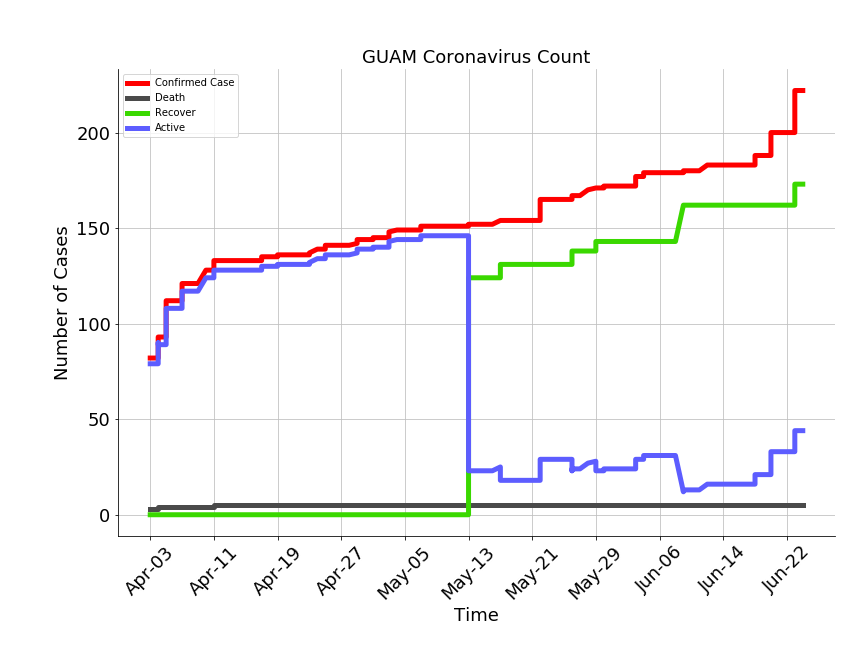 GUAM Coronavirus Count
Confirmed Case
Death
Recover
Active
Number of Cases
200
150
100
50
0
Apr-03
Apr-11
Apr-19
Apr-27
May-05
May-13
May-21
May-29
Jun-06
Jun-14
Jun-22
Time